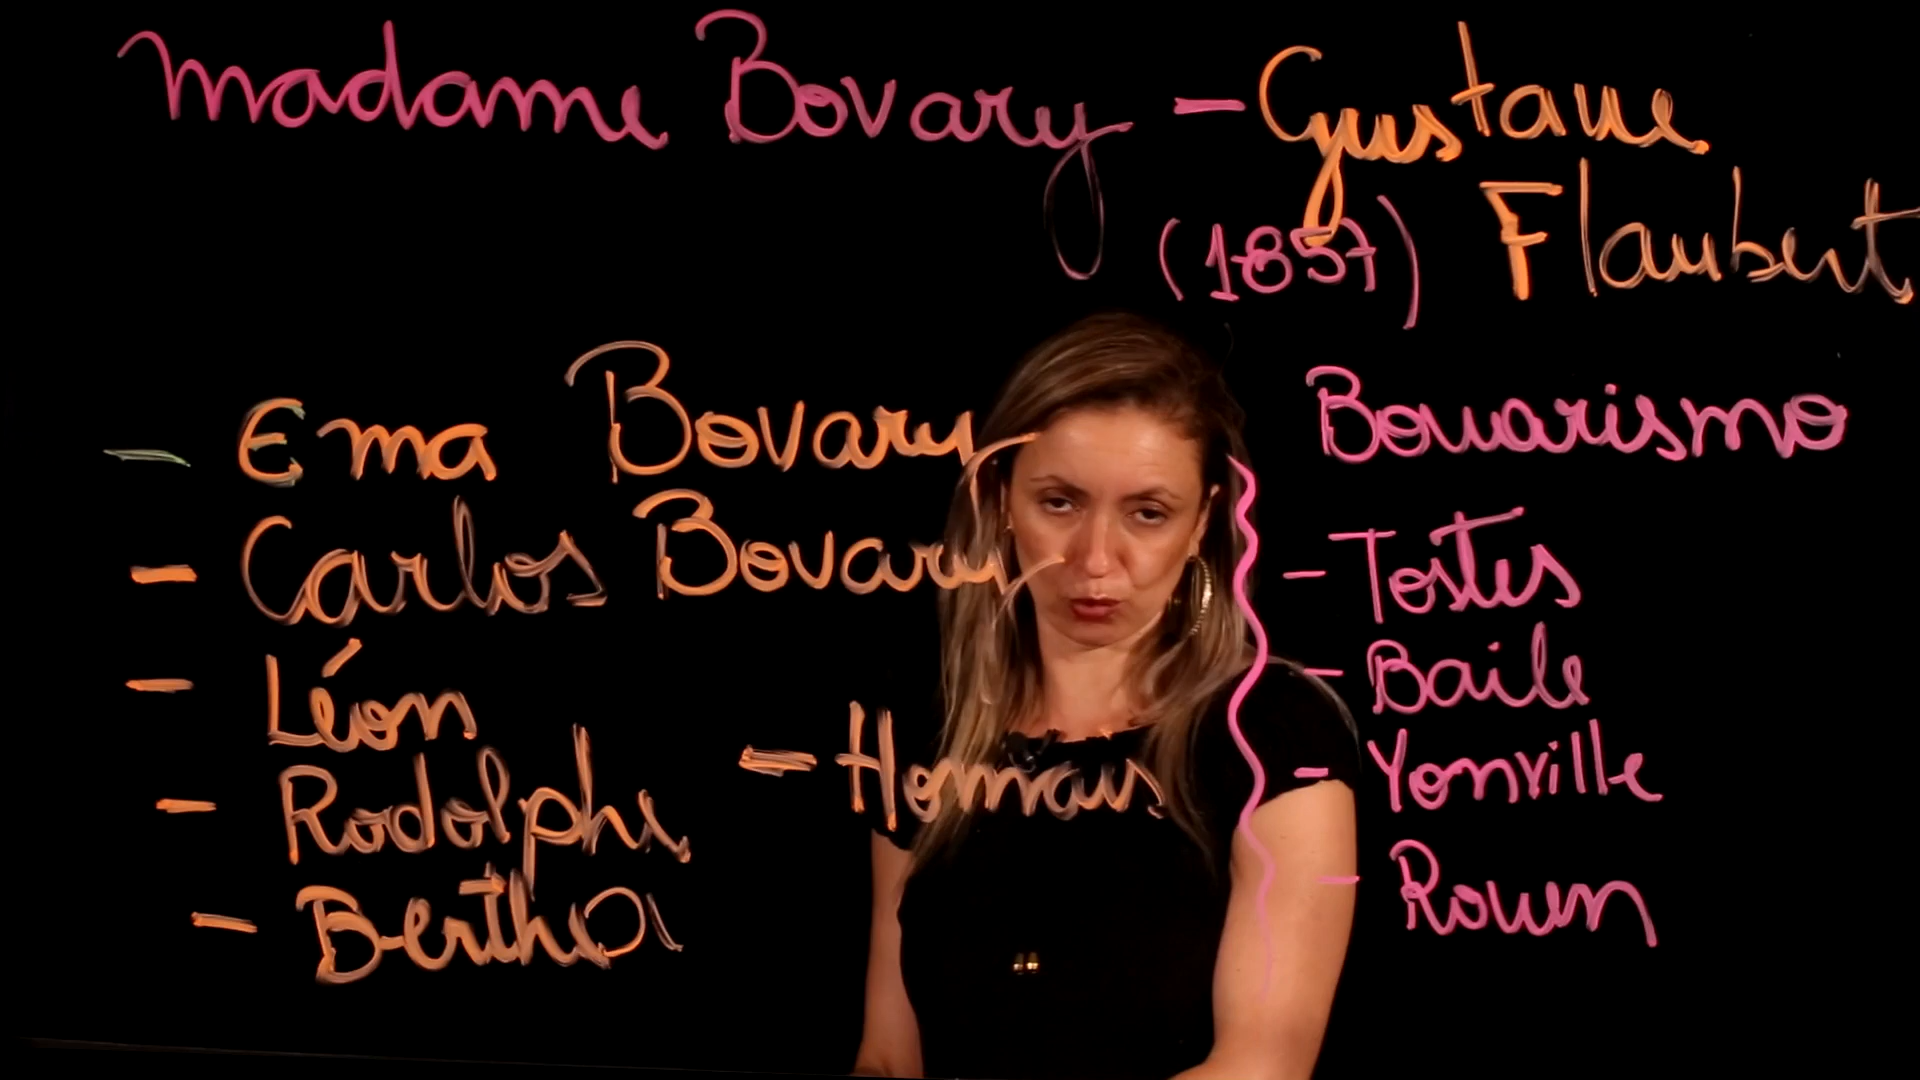 Madame Bovary - Gustave
(1857) Flaubert
- Ema Bovary
- Carlos Bovary
- Léon
- Rodolphe
- Bertha
- Homais
Bovarismo
- Tostes
- Baile
- Yonville
- Rouen